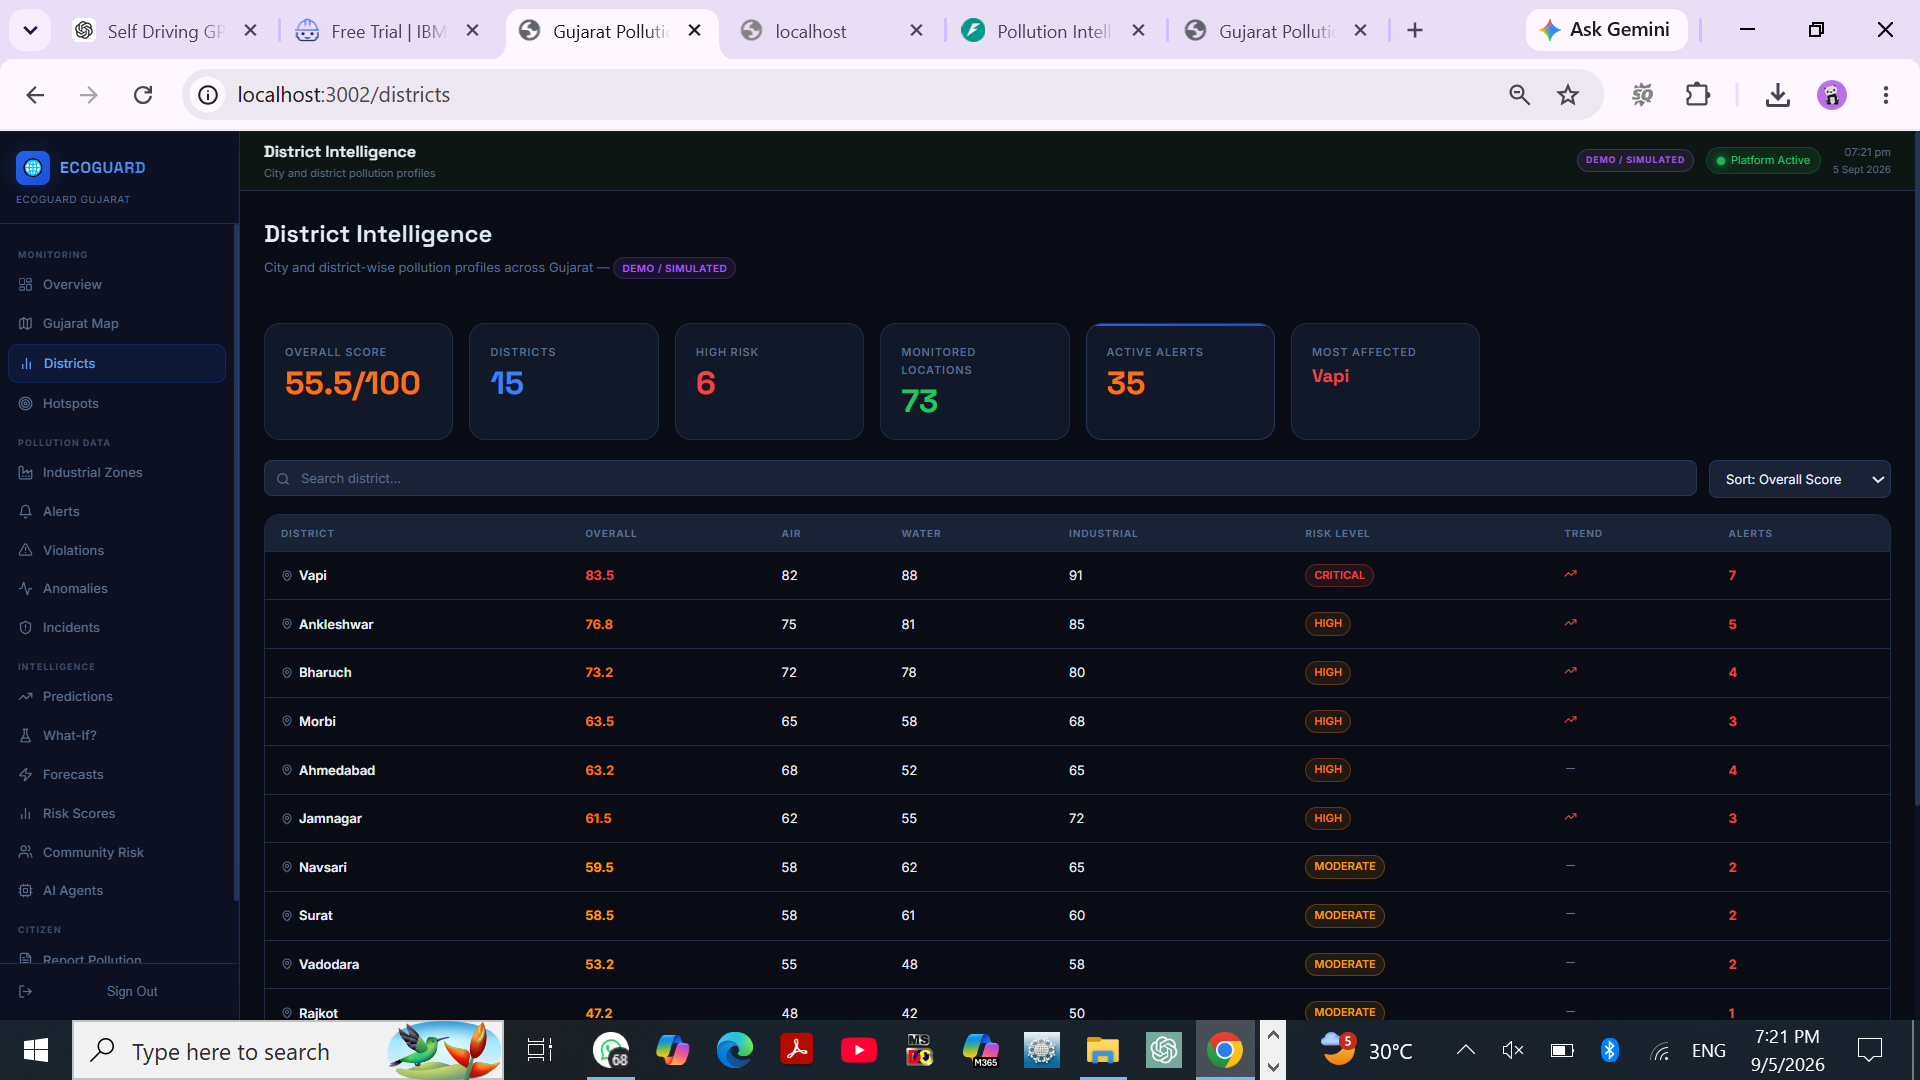 Self Driving GP
Free Trial | IBM
Gujarat Polluti
localhost
Pollution Intell
Gujarat Polluti
Ask Gemini
localhost:3002/districts
ECOGUARD
ECOGUARD GUJARAT
District Intelligence
City and district pollution profiles
DEMO / SIMULATED
Platform Active
07:21 pm
5 Sept 2026
MONITORING
Overview
Gujarat Map
Districts
Hotspots
POLLUTION DATA
Industrial Zones
Alerts
Violations
Anomalies
Incidents
INTELLIGENCE
Predictions
What-If?
Forecasts
Risk Scores
Community Risk
AI Agents
CITIZEN
Report Pollution
Sign Out
District Intelligence
City and district-wise pollution profiles across Gujarat — DEMO / SIMULATED
OVERALL SCORE
55.5/100
DISTRICTS
15
HIGH RISK
6
MONITORED
LOCATIONS
73
ACTIVE ALERTS
35
MOST AFFECTED
Vapi
Search district...
Sort: Overall Score
DISTRICT OVERALL AIR WATER INDUSTRIAL RISK LEVEL TREND ALERTS
Vapi 83.5 82 88 91 CRITICAL 7
Ankleshwar 76.8 75 81 85 HIGH 5
Bharuch 73.2 72 78 80 HIGH 4
Morbi 63.5 65 58 68 HIGH 3
Ahmedabad 63.2 68 52 65 HIGH — 4
Jamnagar 61.5 62 55 72 HIGH 3
Navsari 59.5 58 62 65 MODERATE — 2
Surat 58.5 58 61 60 MODERATE — 2
Vadodara 53.2 55 48 58 MODERATE — 2
Rajkot 47.2 48 42 50 MODERATE — 1
Type here to search
68
MS
M365
5
30°C
ENG
7:21 PM
9/5/2026